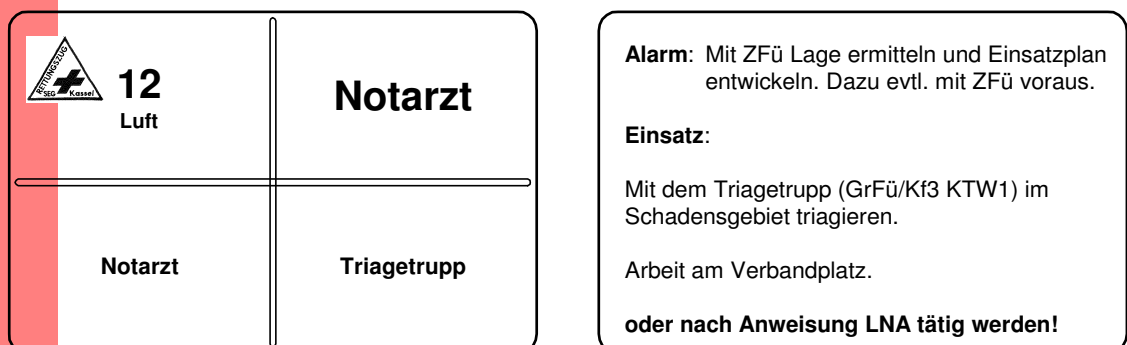 RETTUNGSZUG
SEG Kassel
12
Luft
Notarzt
Notarzt
Triagetrupp
Alarm: Mit ZFü Lage ermitteln und Einsatzplan
entwickeln. Dazu evtl. mit ZFü voraus.
Einsatz:
Mit dem Triagetrupp (GrFü/Kf3 KTW1) im
Schadensgebiet triagieren.
Arbeit am Verbandplatz.
oder nach Anweisung LNA tätig werden!